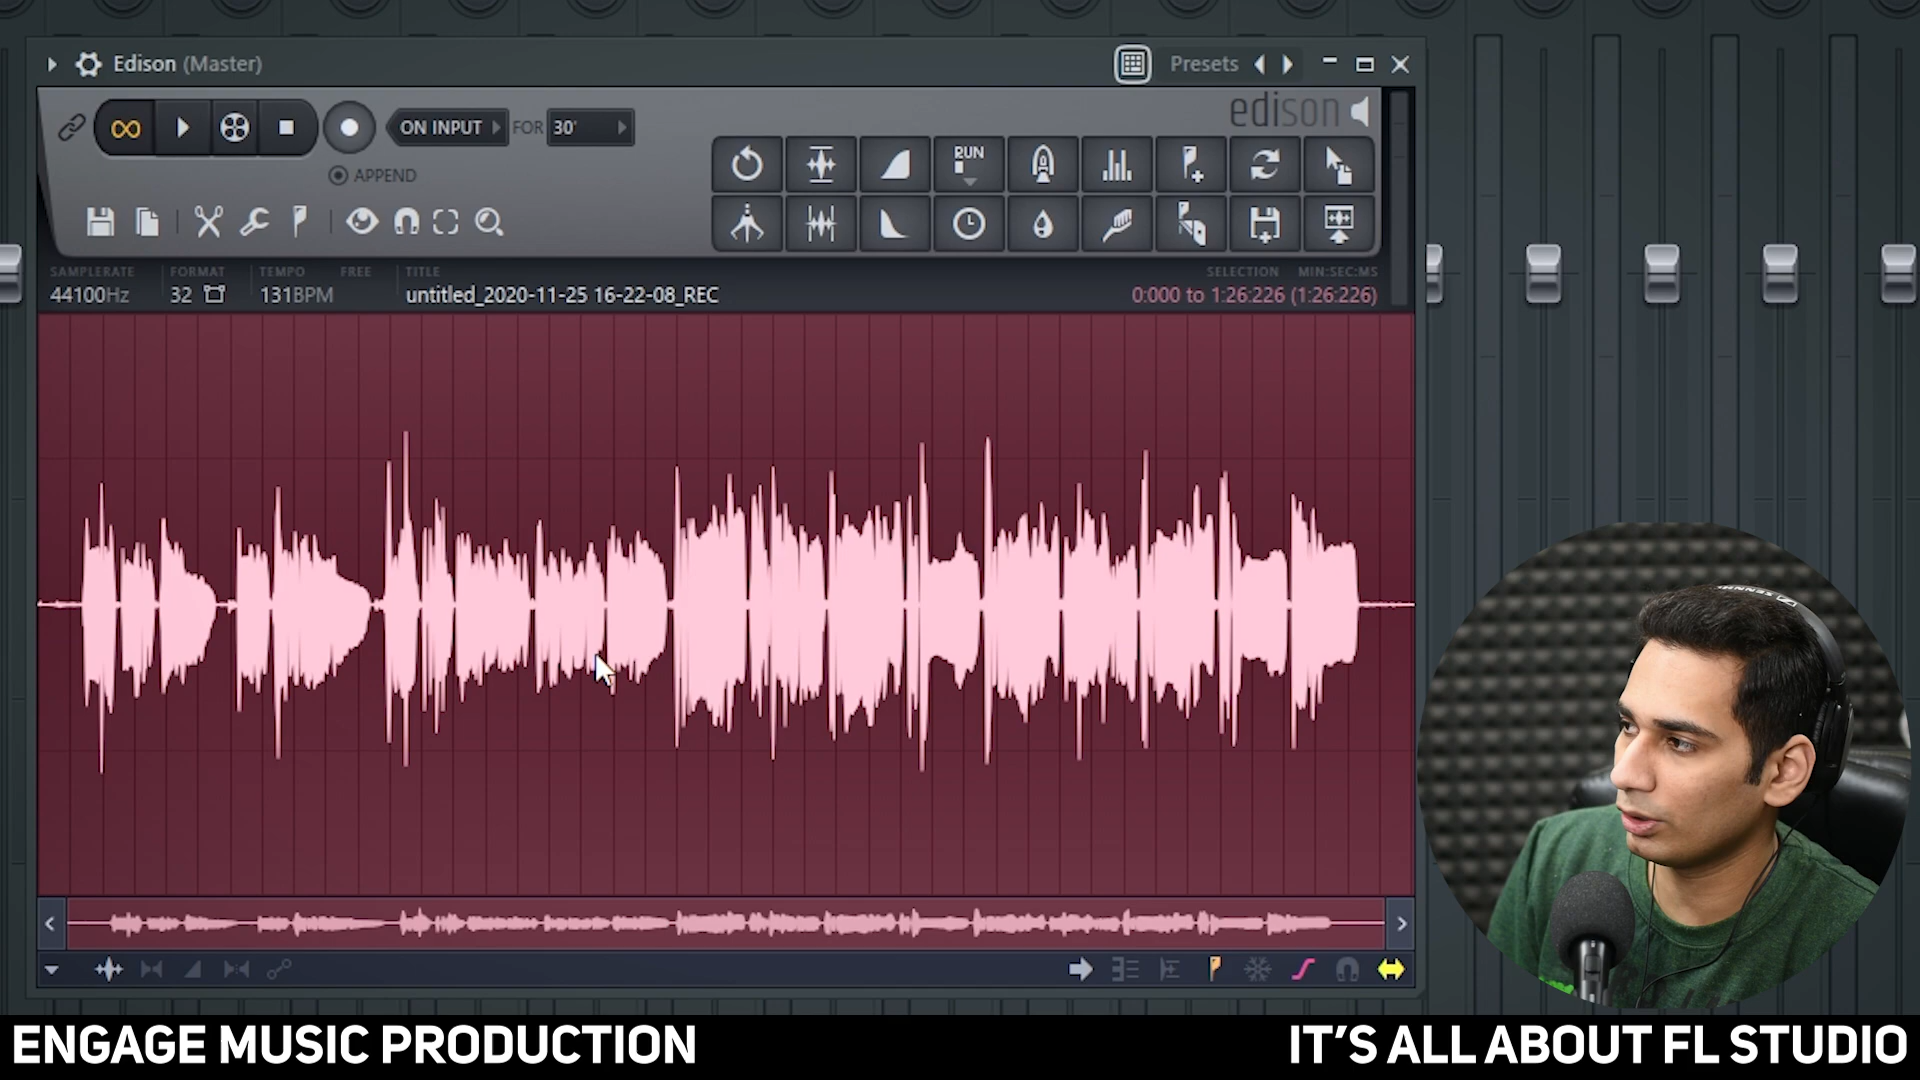 Edison (Master)
Presets
edison
ON INPUT
FOR
30'
APPEND
RUN
SAMPLERATE
FORMAT
TEMPO
FREE
TITLE
SELECTION
MIN:SEC:MS
44100Hz
32
131BPM
untitled_2020-11-25 16-22-08_REC
0:000 to 1:26:226 (1:26:226)
ENGAGE MUSIC PRODUCTION
IT'S ALL ABOUT FL STUDIO